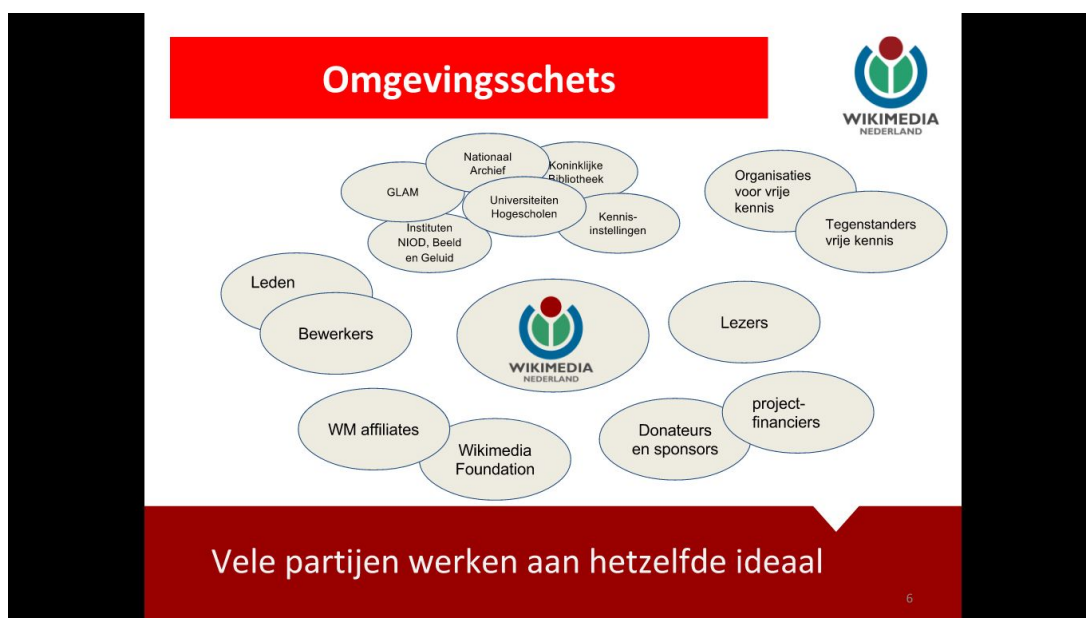 Omgevingsschets
WIKIMEDIA
NEDERLAND
Nationaal
Archief
Koninklijke
Bibliotheek
GLAM
Universiteiten
Hogescholen
Kennis-
instellingen
Instituten
NIOD, Beeld
en Geluid
Organisaties
voor vrije
kennis
Tegenstanders
vrije kennis
Leden
Bewerkers
WIKIMEDIA
NEDERLAND
Lezers
WM affiliates
Wikimedia
Foundation
Donateurs
en sponsors
project-
financiers
Vele partijen werken aan hetzelfde ideaal
6